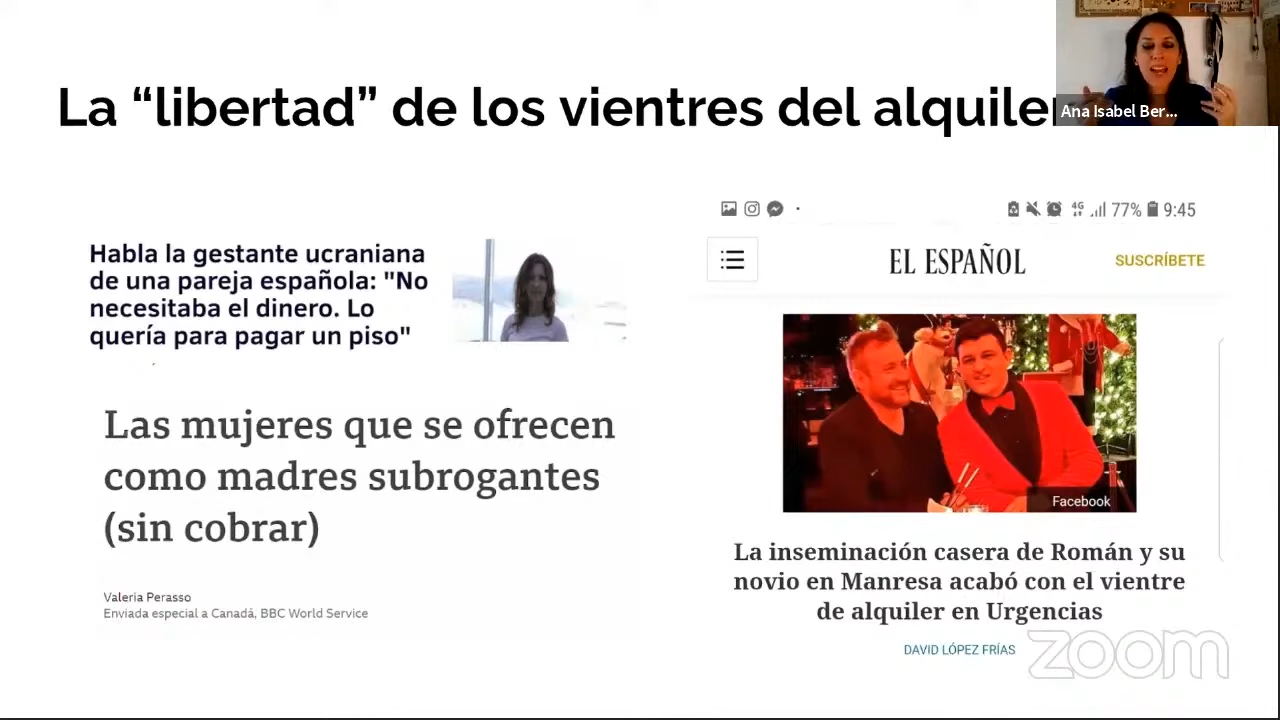 La “libertad” de los vientres del alquiler
Ana Isabel Ber...
Habla la gestante ucraniana
de una pareja española: "No
necesitaba el dinero. Lo
quería para pagar un piso"
Las mujeres que se ofrecen
como madres subrogantes
(sin cobrar)
Valeria Perasso
Enviada especial a Canadá, BBC World Service
4G 77% 9:45
EL ESPAÑOL
SUSCRÍBETE
Facebook
La inseminación casera de Román y su
novio en Manresa acabó con el vientre
de alquiler en Urgencias
DAVID LÓPEZ FRÍAS
zoom